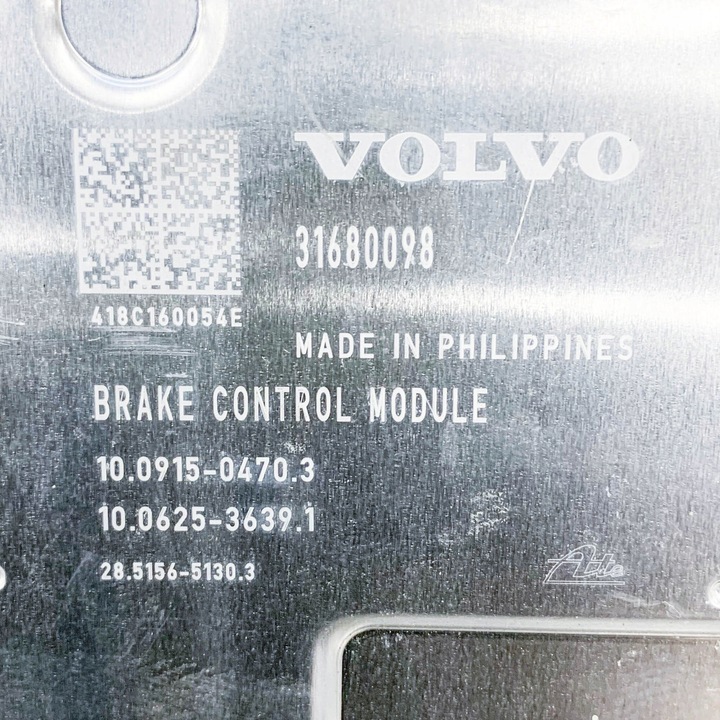 VOLVO
31680098
418C160054E
MADE IN PHILIPPINES
BRAKE CONTROL MODULE
10.0915-0470.3
10.0625-3639.1
28.5156-5130.3
Ate